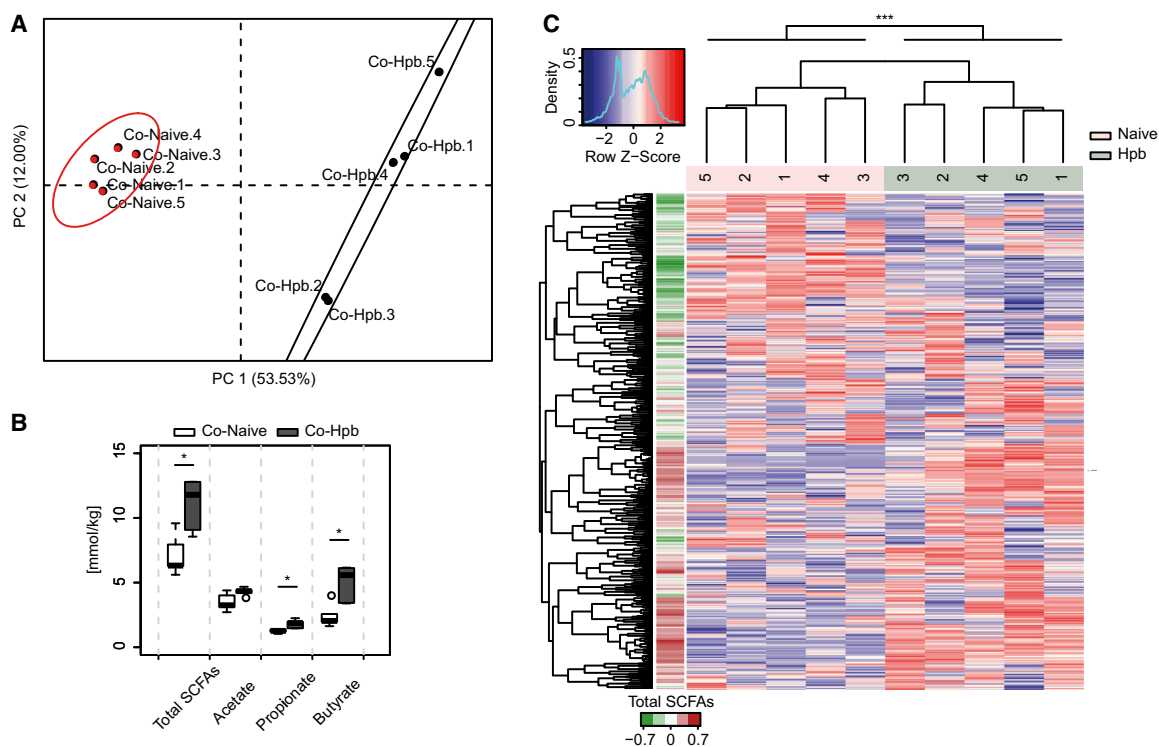 A
PC 2 (12.00%)
Co-Hpb.5
Co-Naive.4
Co-Naive.3
Co-Naive.2
Co-Naive.1
Co-Naive.5
Co-Hpb.1
Co-Hpb.4
Co-Hpb.2
Co-Hpb.3
PC 1 (53.53%)
B
Co-Naive Co-Hpb
[mmol/kg]
15
10
5
0
*
*
*
Total SCFAs
Acetate
Propionate
Butyrate
C
***
Density
0.5
0
−2 0 2
Row Z−Score
Naive
Hpb
5 2 1 4 3 3 2 4 5 1
Total SCFAs
−0.7 0 0.7